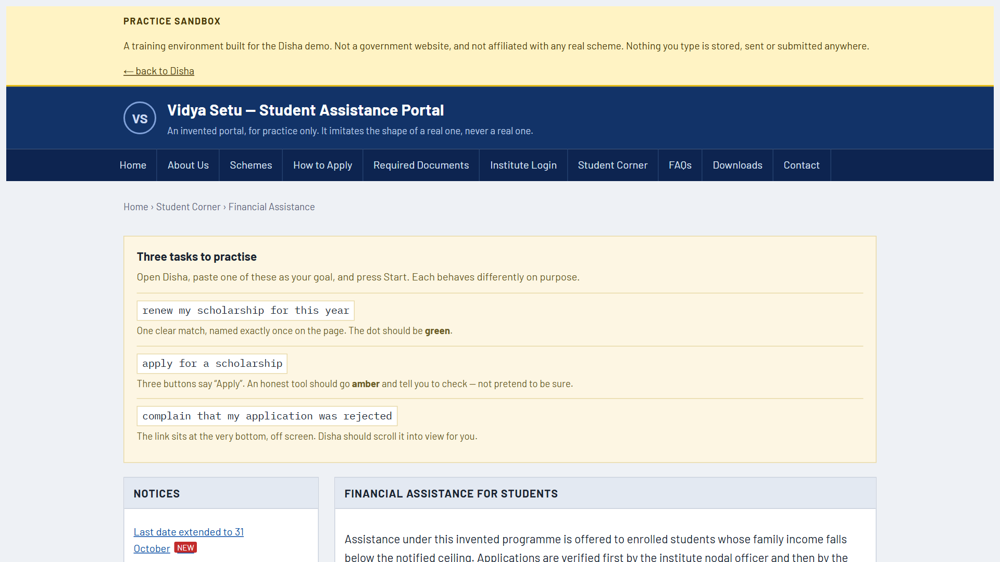 PRACTICE SANDBOX
A training environment built for the Disha demo. Not a government website, and not affiliated with any real scheme. Nothing you type is stored, sent or submitted anywhere.
← back to Disha
VS
Vidya Setu — Student Assistance Portal
An invented portal, for practice only. It imitates the shape of a real one, never a real one.
Home
About Us
Schemes
How to Apply
Required Documents
Institute Login
Student Corner
FAQs
Downloads
Contact
Home › Student Corner › Financial Assistance
Three tasks to practise
Open Disha, paste one of these as your goal, and press Start. Each behaves differently on purpose.
renew my scholarship for this year
One clear match, named exactly once on the page. The dot should be green.
apply for a scholarship
Three buttons say “Apply”. An honest tool should go amber and tell you to check — not pretend to be sure.
complain that my application was rejected
The link sits at the very bottom, off screen. Disha should scroll it into view for you.
NOTICES
Last date extended to 31
October NEW
FINANCIAL ASSISTANCE FOR STUDENTS
Assistance under this invented programme is offered to enrolled students whose family income falls
below the notified ceiling. Applications are verified first by the institute nodal officer and then by the